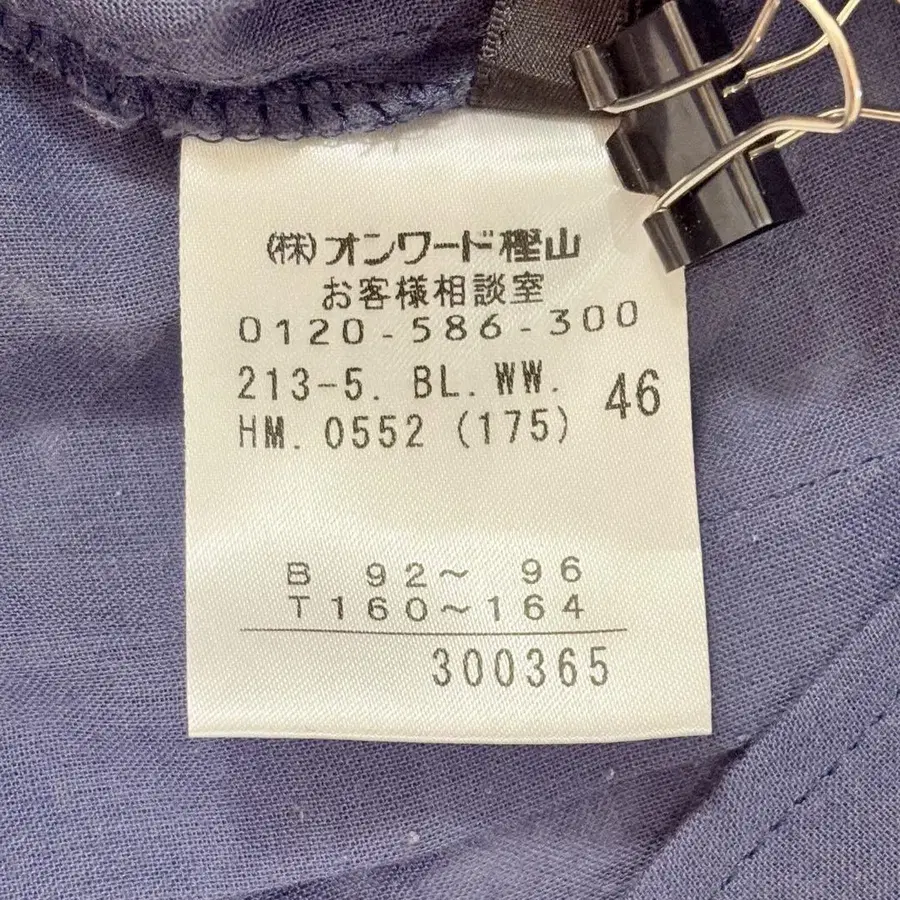 (株)オンワード樫山
お客様相談室
0120-586-300
213-5. BL.WW. 46
HM. 0552 (175)
B 92～ 96
T160～164
300365